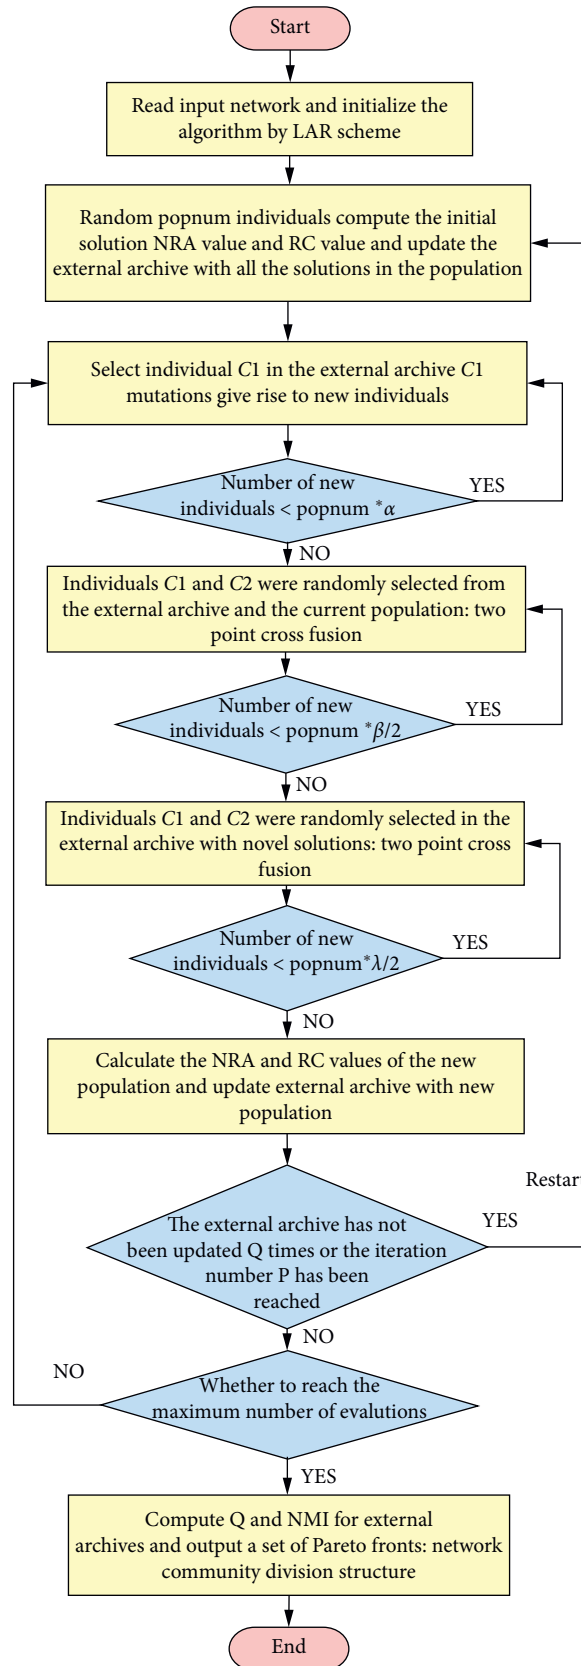 Start
Read input network and initialize the
algorithm by LAR scheme
Random popnum individuals compute the initial
solution NRA value and RC value and update the
external archive with all the solutions in the population
Select individual C1 in the external archive C1
mutations give rise to new individuals
Number of new
individuals < popnum *α
YES
NO
Individuals C1 and C2 were randomly selected from
the external archive and the current population: two
point cross fusion
Number of new
individuals < popnum *β/2
YES
NO
Individuals C1 and C2 were randomly selected in the
external archive with novel solutions: two point cross
fusion
Number of new
individuals < popnum*λ/2
YES
NO
Calculate the NRA and RC values of the new
population and update external archive with new
population
Restart
The external archive has not
been updated Q times or the iteration
number P has been
reached
YES
NO
Whether to reach the
maximum number of evalutions
NO
YES
Compute Q and NMI for external
archives and output a set of Pareto fronts: network
community division structure
End